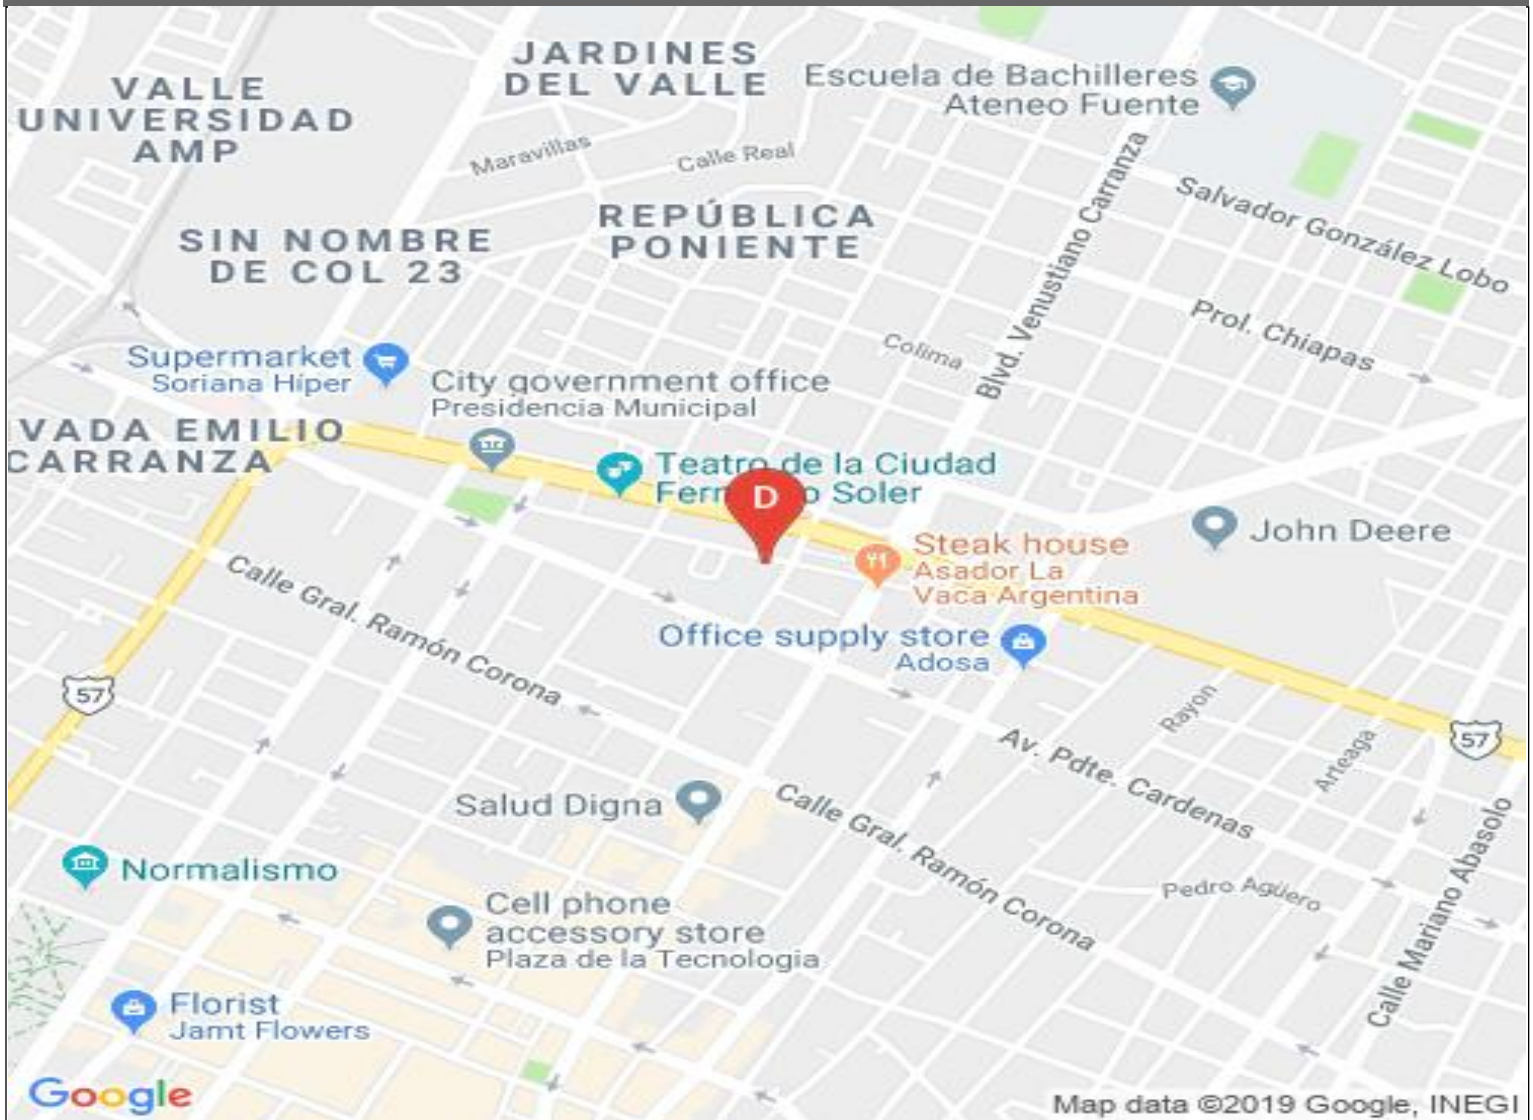 JARDINES
DEL VALLE
VALLE
UNIVERSIDAD
AMP
Escuela de Bachilleres
Ateneo Fuente
Maravillas
Calle Real
Salvador González Lobo
Blvd. Venustiano Carranza
REPÚBLICA
PONIENTE
SIN NOMBRE
DE COL 23
Prol. Chiapas
Colima
Supermarket
Soriana Híper
City government office
Presidencia Municipal
VADA EMILIO
CARRANZA
Teatro de la Ciudad
Fer o Soler
D
John Deere
Steak house
Asador La
Vaca Argentina
Calle Gral. Ramón Corona
Office supply store
Adosa
57
Rayon
57
Av. Pdte. Cardenas
Arteaga
Salud Digna
Calle Gral. Ramón Corona
Calle Mariano Abasolo
Normalismo
Pedro Agüero
Cell phone
accessory store
Plaza de la Tecnologia
Florist
Jamt Flowers
Google
Map data ©2019 Google, INEGI